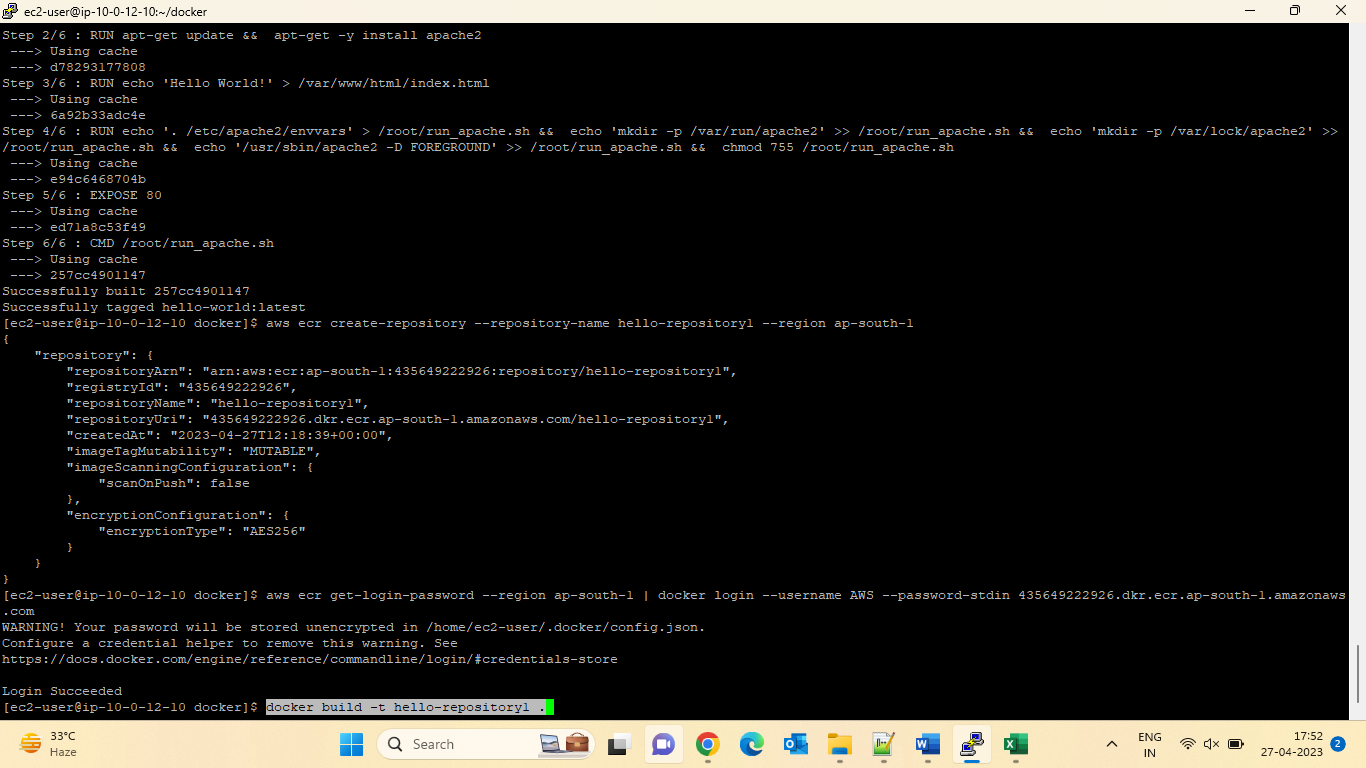 ec2-user@ip-10-0-12-10:~/docker
Step 2/6 : RUN apt-get update &&  apt-get -y install apache2
 ---> Using cache
 ---> d78293177808
Step 3/6 : RUN echo 'Hello World!' > /var/www/html/index.html
 ---> Using cache
 ---> 6a92b33adc4e
Step 4/6 : RUN echo '. /etc/apache2/envvars' > /root/run_apache.sh &&  echo 'mkdir -p /var/run/apache2' >> /root/run_apache.sh &&  echo 'mkdir -p /var/lock/apache2' >>
/root/run_apache.sh &&  echo '/usr/sbin/apache2 -D FOREGROUND' >> /root/run_apache.sh &&  chmod 755 /root/run_apache.sh
 ---> Using cache
 ---> e94c6468704b
Step 5/6 : EXPOSE 80
 ---> Using cache
 ---> ed71a8c53f49
Step 6/6 : CMD /root/run_apache.sh
 ---> Using cache
 ---> 257cc4901147
Successfully built 257cc4901147
Successfully tagged hello-world:latest
[ec2-user@ip-10-0-12-10 docker]$ aws ecr create-repository --repository-name hello-repository1 --region ap-south-1
{
    "repository": {
        "repositoryArn": "arn:aws:ecr:ap-south-1:435649222926:repository/hello-repository1",
        "registryId": "435649222926",
        "repositoryName": "hello-repository1",
        "repositoryUri": "435649222926.dkr.ecr.ap-south-1.amazonaws.com/hello-repository1",
        "createdAt": "2023-04-27T12:18:39+00:00",
        "imageTagMutability": "MUTABLE",
        "imageScanningConfiguration": {
            "scanOnPush": false
        },
        "encryptionConfiguration": {
            "encryptionType": "AES256"
        }
    }
}
[ec2-user@ip-10-0-12-10 docker]$ aws ecr get-login-password --region ap-south-1 | docker login --username AWS --password-stdin 435649222926.dkr.ecr.ap-south-1.amazonaws
.com
WARNING! Your password will be stored unencrypted in /home/ec2-user/.docker/config.json.
Configure a credential helper to remove this warning. See
https://docs.docker.com/engine/reference/commandline/login/#credentials-store
Login Succeeded
[ec2-user@ip-10-0-12-10 docker]$ docker build -t hello-repository1 .
33°C
Haze
Search
ENG
IN
17:52
27-04-2023
2